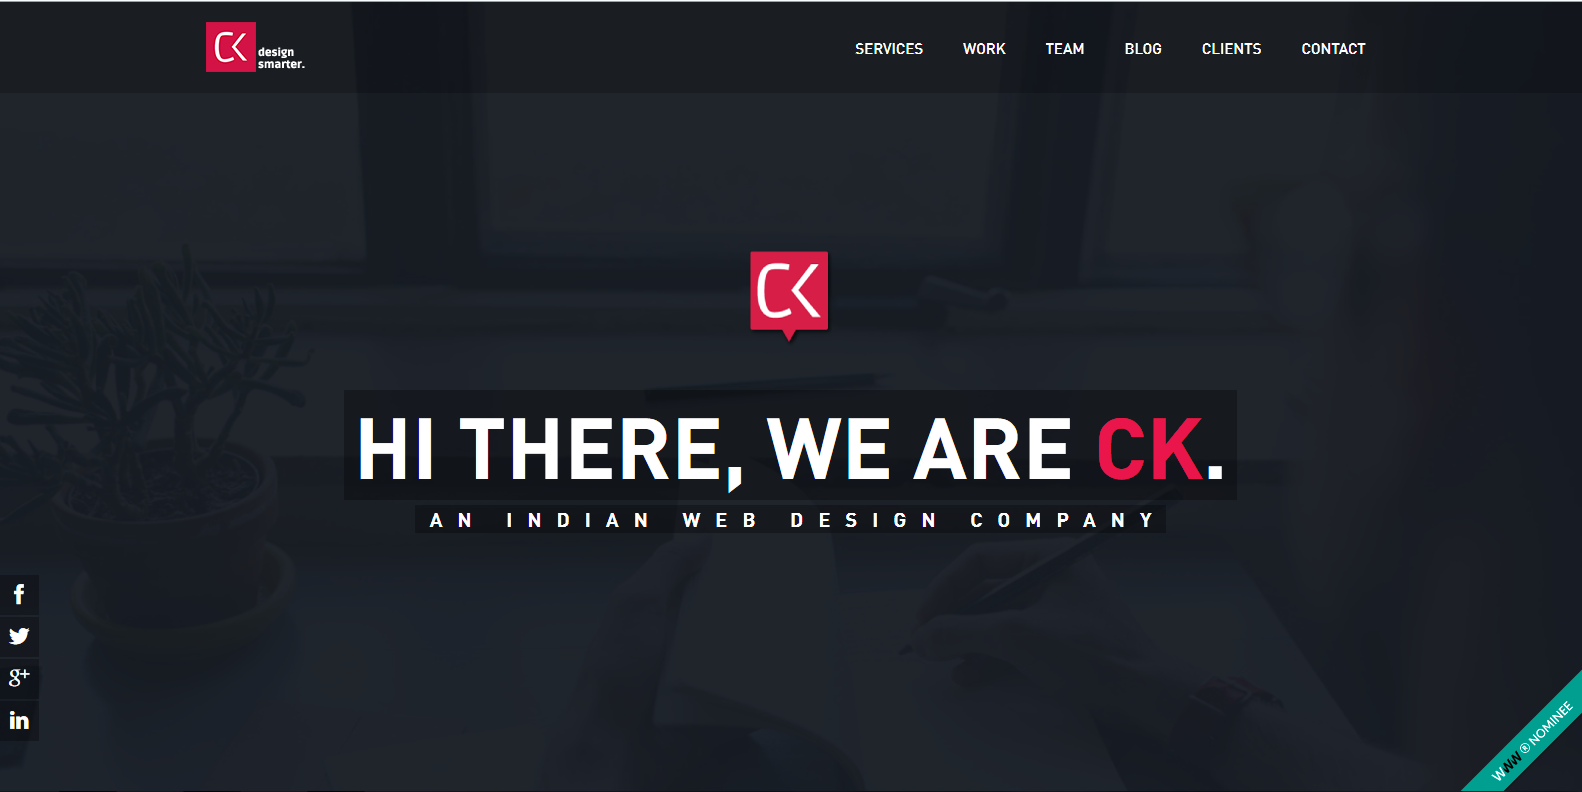 CK
design
smarter.
SERVICES WORK TEAM BLOG CLIENTS CONTACT
CK
HI THERE, WE ARE CK.
AN INDIAN WEB DESIGN COMPANY
f
g+
in
WWW ® NOMINEE